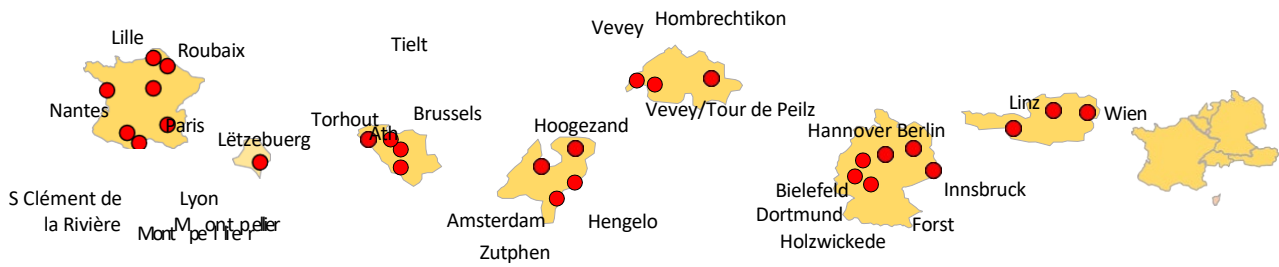 Lille
Roubaix
Nantes
Paris
S Clément de
la Rivière
Lyon
Lëtzebuerg
Tielt
Torhout
Ath
Brussels
Hoogezand
Amsterdam
Hengelo
Zutphen
Vevey
Hombrechtikon
Vevey/Tour de Peilz
Hannover Berlin
Bielefeld
Dortmund
Holzwickede
Forst
Innsbruck
Linz
Wien